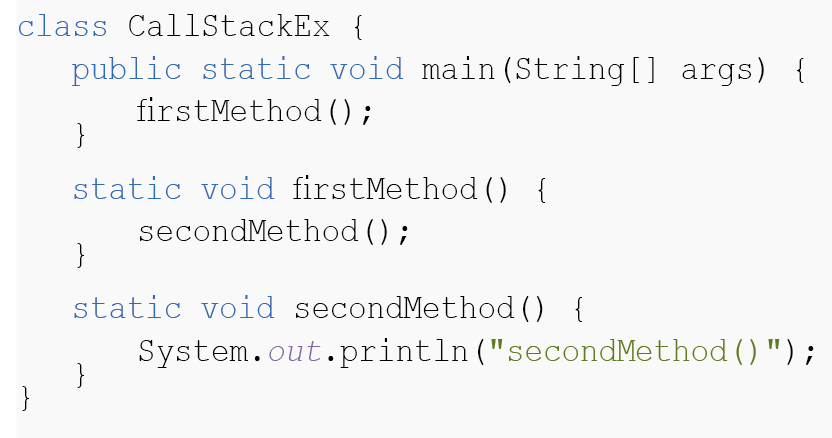 class CallStackEx {
public static void main(String[] args) {
firstMethod();
}
static void firstMethod() {
secondMethod();
}
static void secondMethod() {
System.out.println("secondMethod()");
}
}